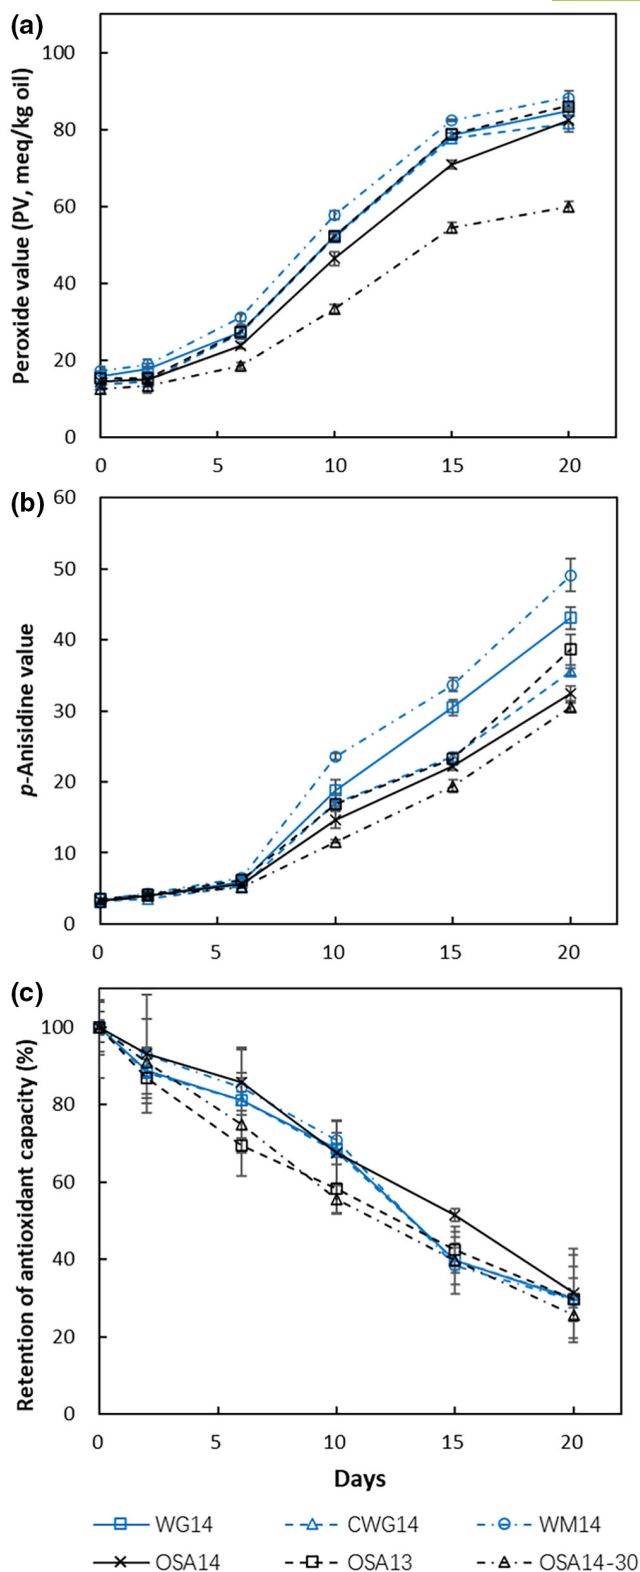 (a)
Peroxide value (PV, meq/kg oil)
100
80
60
40
20
0
0 5 10 15 20
(b)
p-Anisidine value
60
50
40
30
20
10
0
0 5 10 15 20
(c)
Retention of antioxidant capacity (%)
100
80
60
40
20
0
0 5 10 15 20
Days
WG14 CWG14 WM14
OSA14 OSA13 OSA14-30